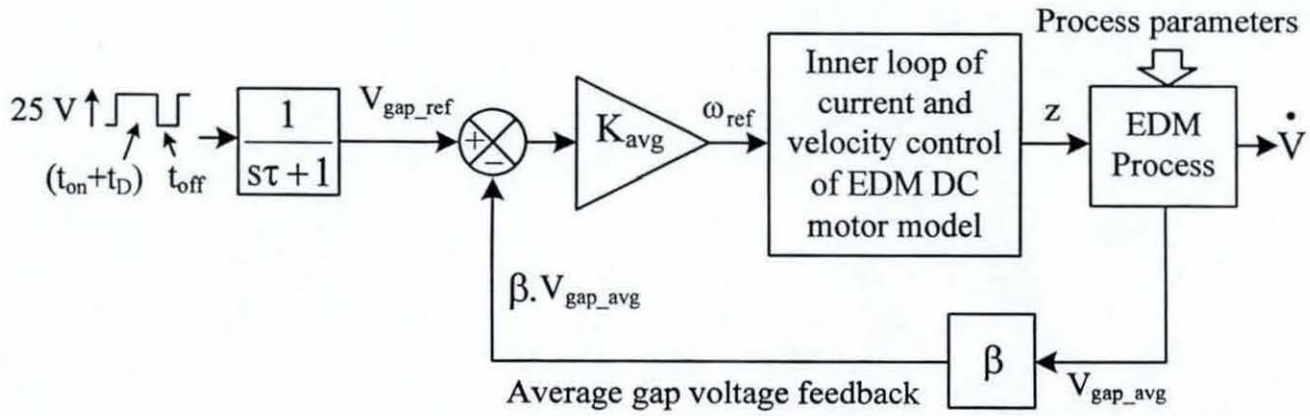 Process parameters
25 V
(t_on+t_D)
t_off
1
sτ+1
V_gap_ref
+
−
K_avg
ω_ref
Inner loop of
current and
velocity control
of EDM DC
motor model
z
EDM
Process
V̇
β.V_gap_avg
β
V_gap_avg
Average gap voltage feedback